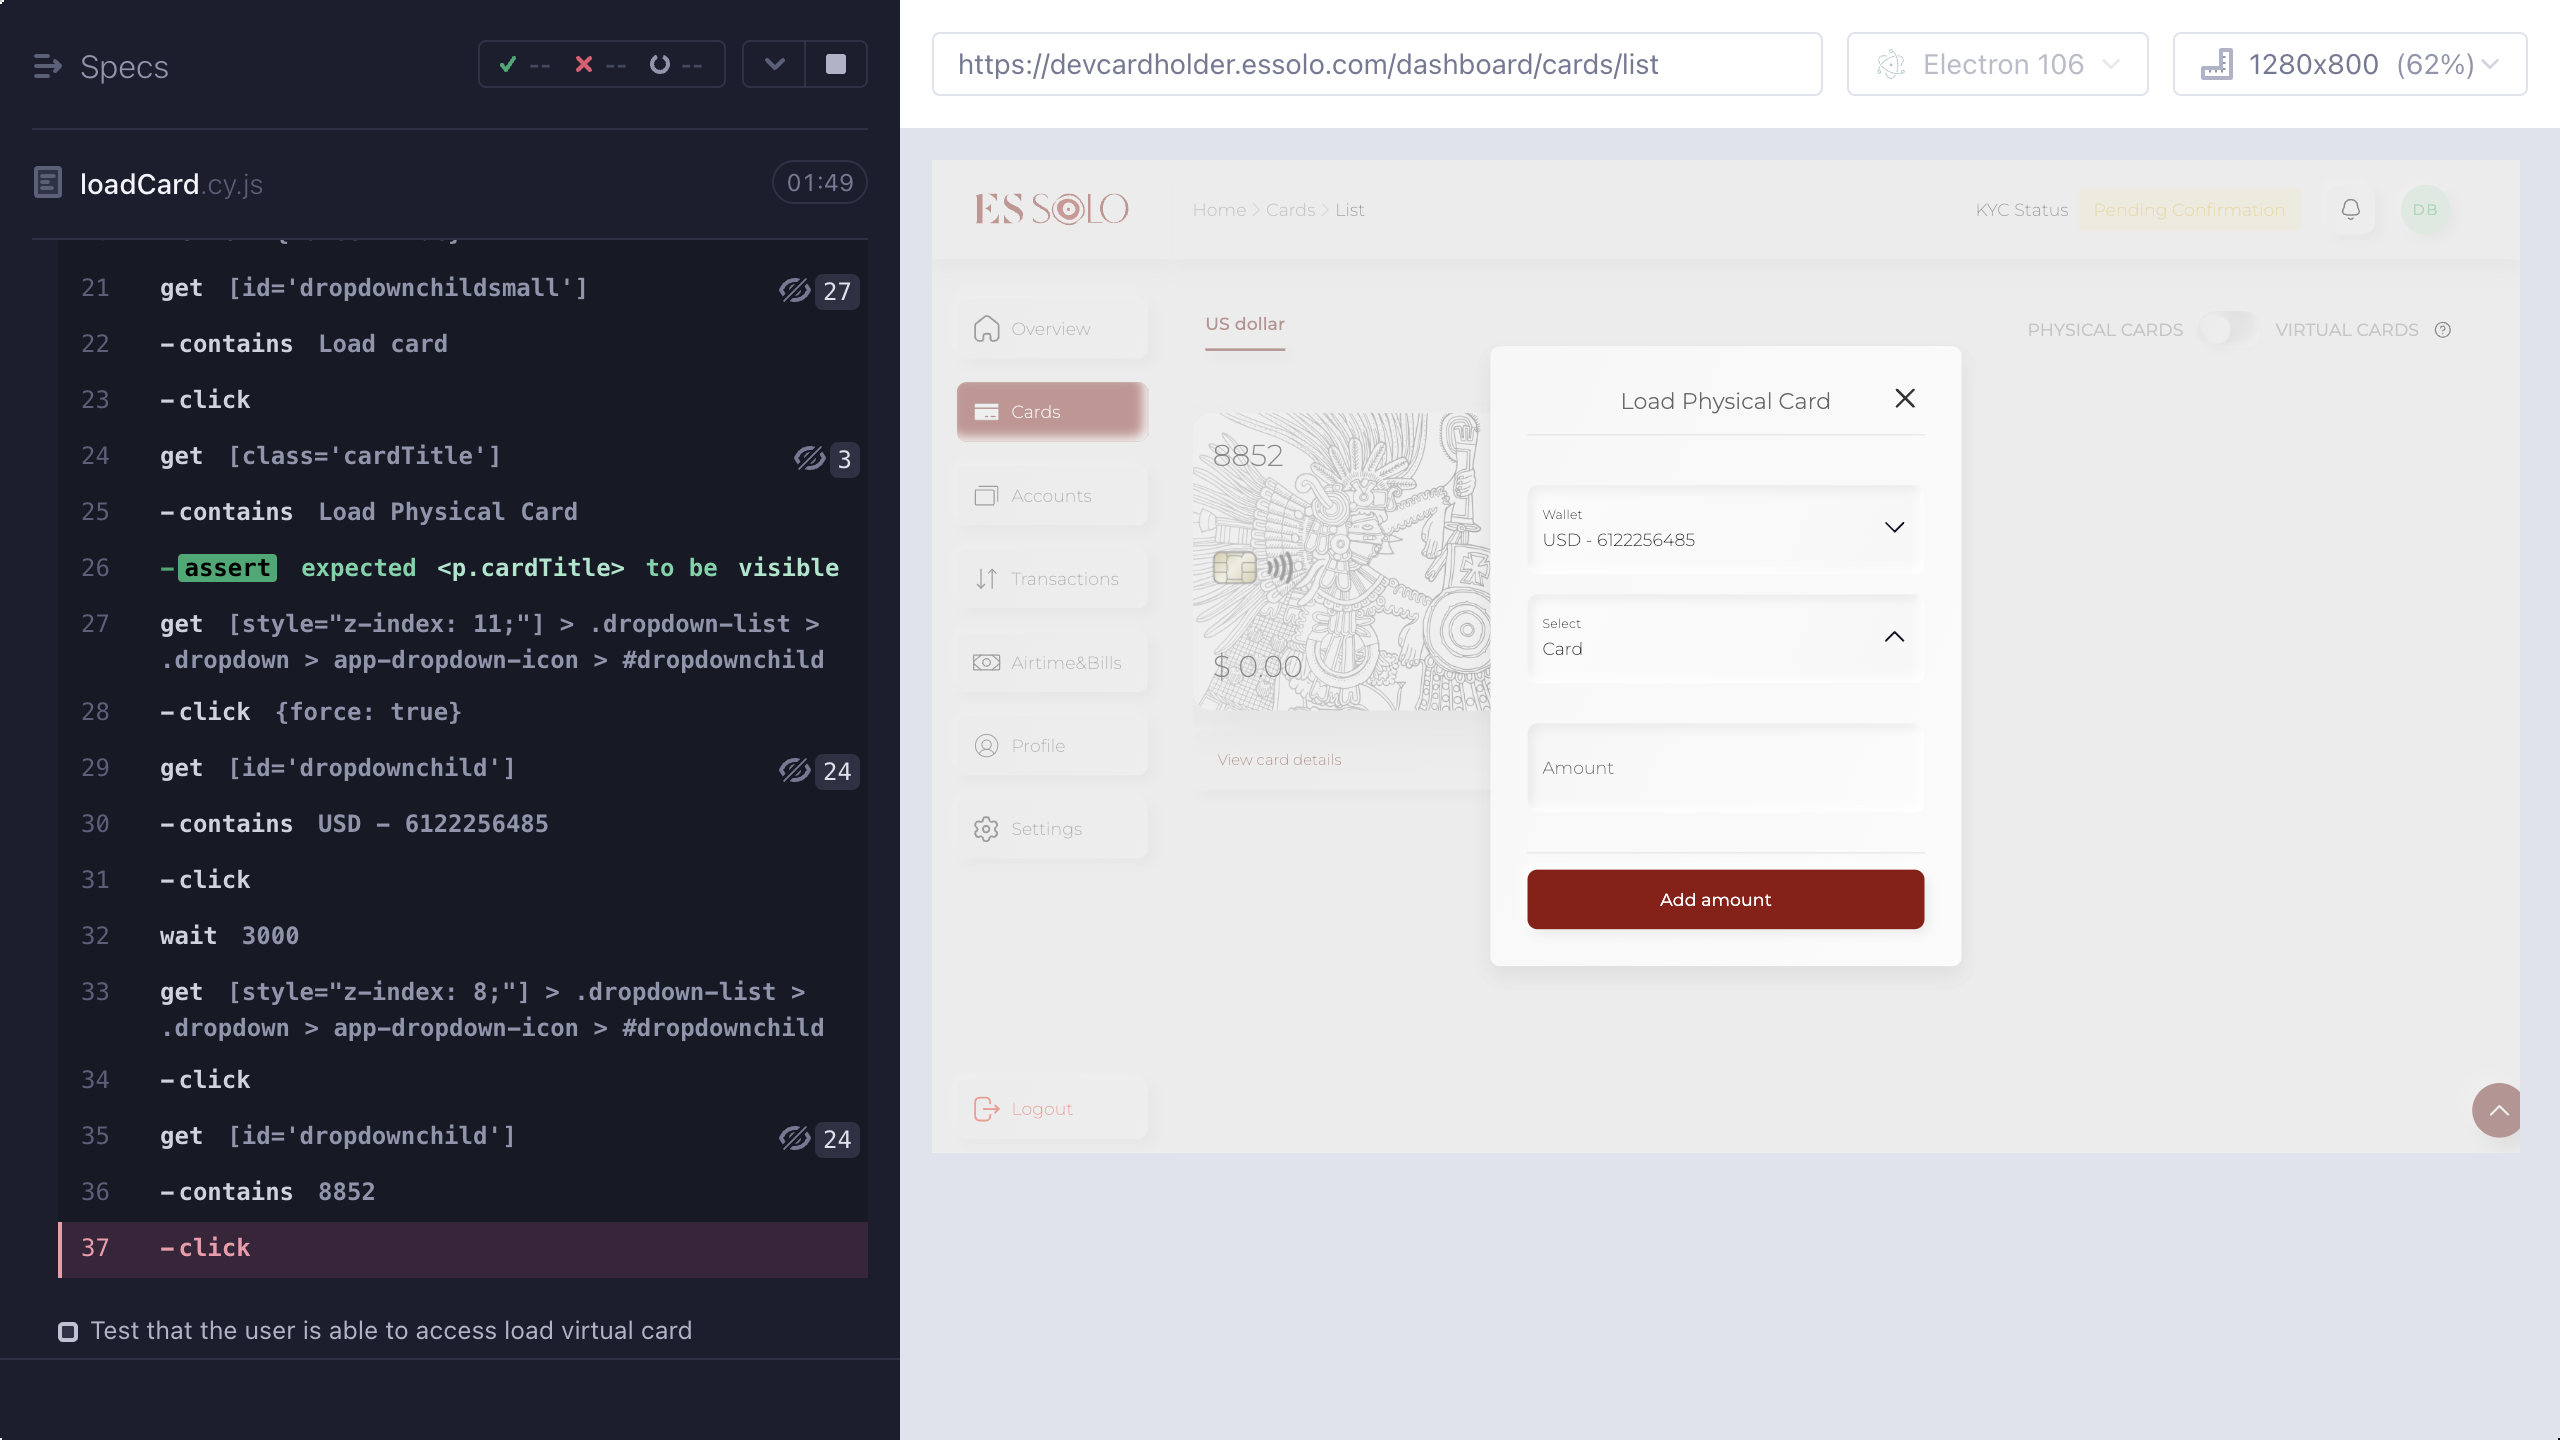 Specs
-- -- --
loadCard.cy.js
01:49
21 get [id='dropdownchildsmall'] 27
22 -contains Load card
23 -click
24 get [class='cardTitle'] 3
25 -contains Load Physical Card
26 -assert expected <p.cardTitle> to be visible
27 get [style="z-index: 11;"] > .dropdown-list >
.dropdown > app-dropdown-icon > #dropdownchild
28 -click {force: true}
29 get [id='dropdownchild'] 24
30 -contains USD - 6122256485
31 -click
32 wait 3000
33 get [style="z-index: 8;"] > .dropdown-list >
.dropdown > app-dropdown-icon > #dropdownchild
34 -click
35 get [id='dropdownchild'] 24
36 -contains 8852
37 -click
Test that the user is able to access load virtual card
https://devcardholder.essolo.com/dashboard/cards/list
Electron 106
1280x800 (62%)
ES SOLO
Home > Cards > List
KYC Status
Pending Confirmation
DB
Overview
Cards
Accounts
Transactions
Airtime&Bills
Profile
Settings
Logout
US dollar
PHYSICAL CARDS
VIRTUAL CARDS
8852
$ 0.00
View card details
Load Physical Card
Wallet
USD - 6122256485
Select
Card
Amount
Add amount